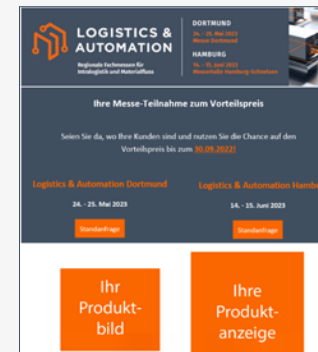 LOGISTICS &
AUTOMATION
Regionale Fachmessen für
Intralogistik und Materialfluss
DORTMUND
24. - 25. Mai 2023
Messe Dortmund
HAMBURG
14. - 15. Juni 2023
Messehalle Hamburg-Schnelsen
Ihre Messe-Teilnahme zum Vorteilspreis
Seien Sie da, wo Ihre Kunden sind und nutzen Sie die Chance auf den
Vorteilspreis bis zum 30.09.2022!
Logistics & Automation Dortmund
24. - 25. Mai 2023
Standanfrage
Logistics & Automation Hambu
14. - 15. Juni 2023
Standanfrage
Ihr
Produkt-
bild
Ihre
Produkt-
anzeige